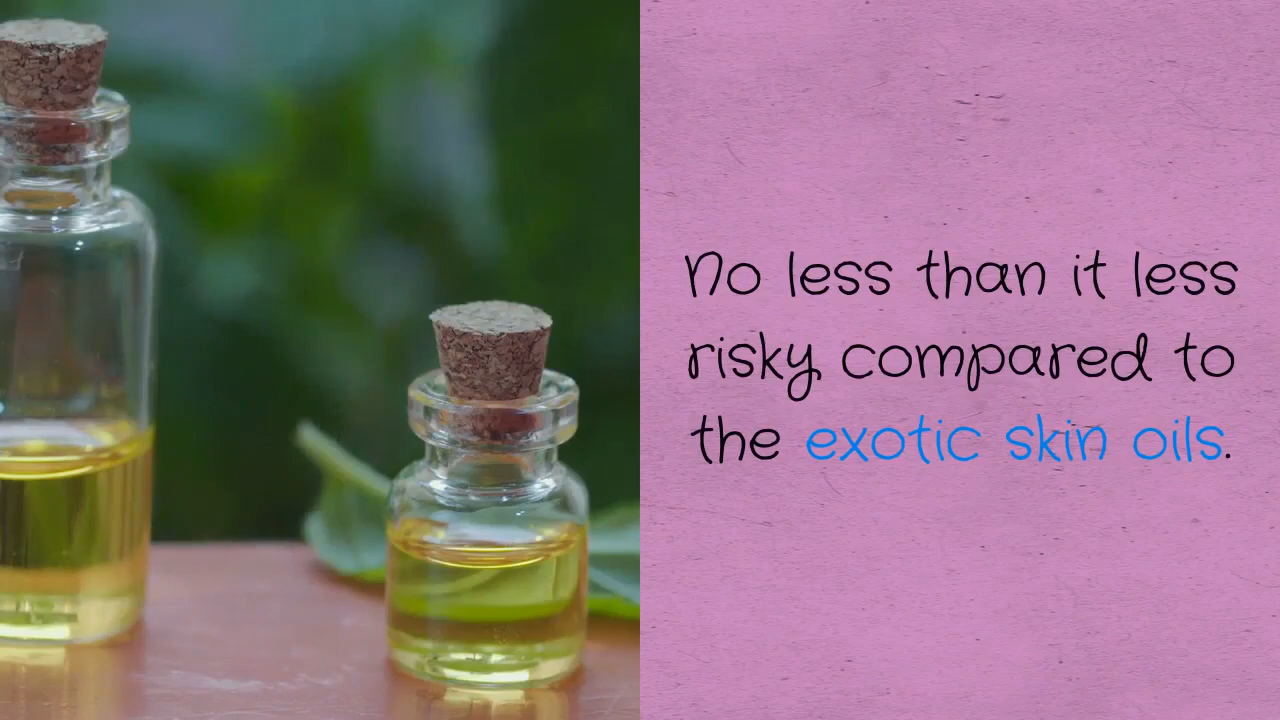 No less than it less
risky compared to
the exotic skin oils.